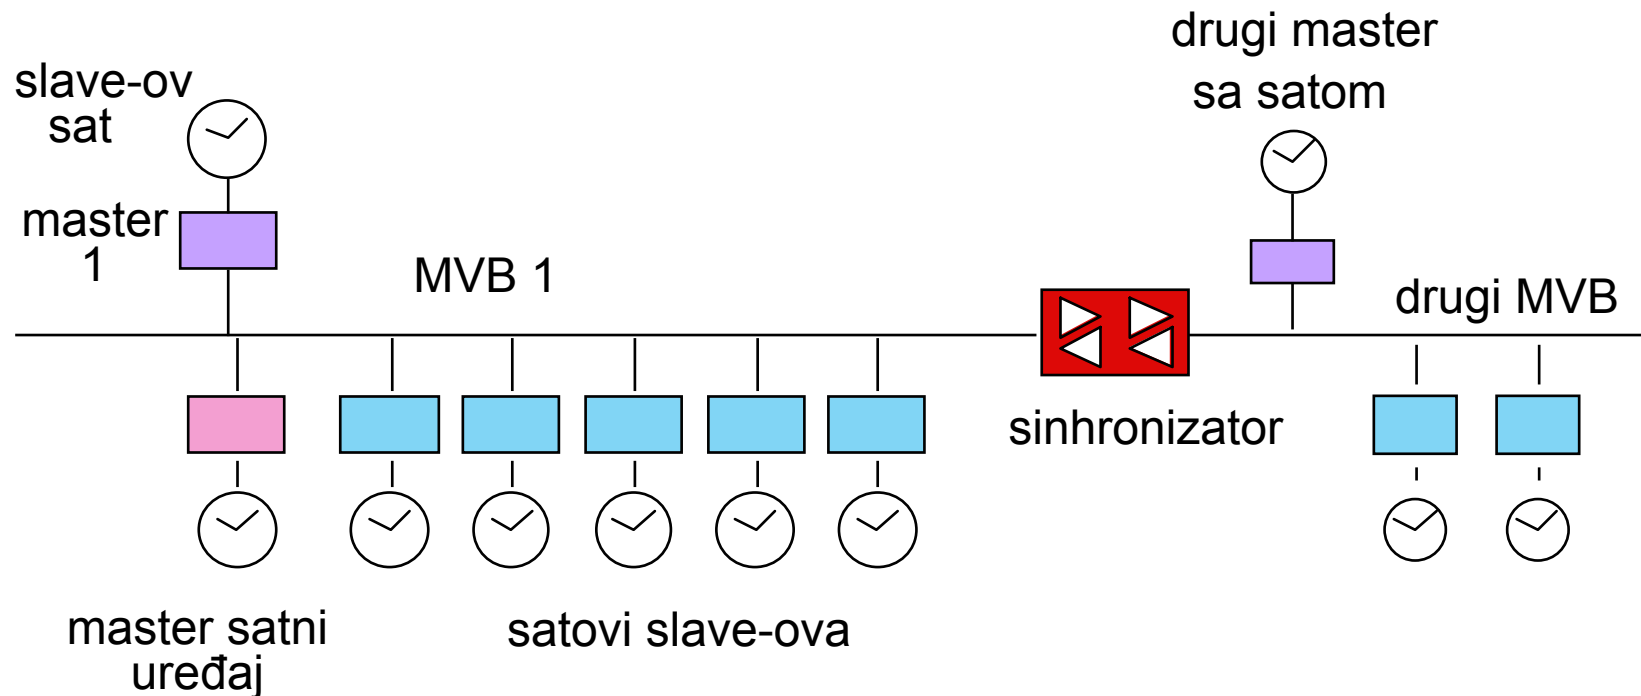 slave-ov
sat
master
1
MVB 1
drugi master
sa satom
drugi MVB
sinhronizator
master satni
uređaj
satovi slave-ova